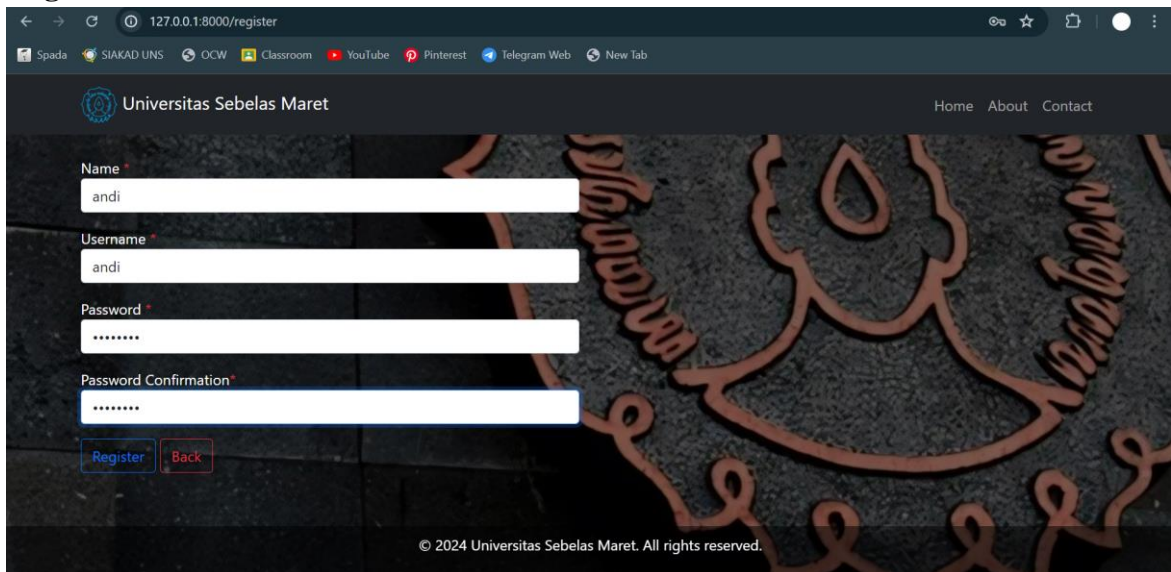 127.0.0.1:8000/register
Spada SIAKAD UNS OCW Classroom YouTube Pinterest Telegram Web New Tab
Universitas Sebelas Maret Home About Contact
Name *
andi
Username *
andi
Password *
••••••••
Password Confirmation*
••••••••
Register Back
© 2024 Universitas Sebelas Maret. All rights reserved.